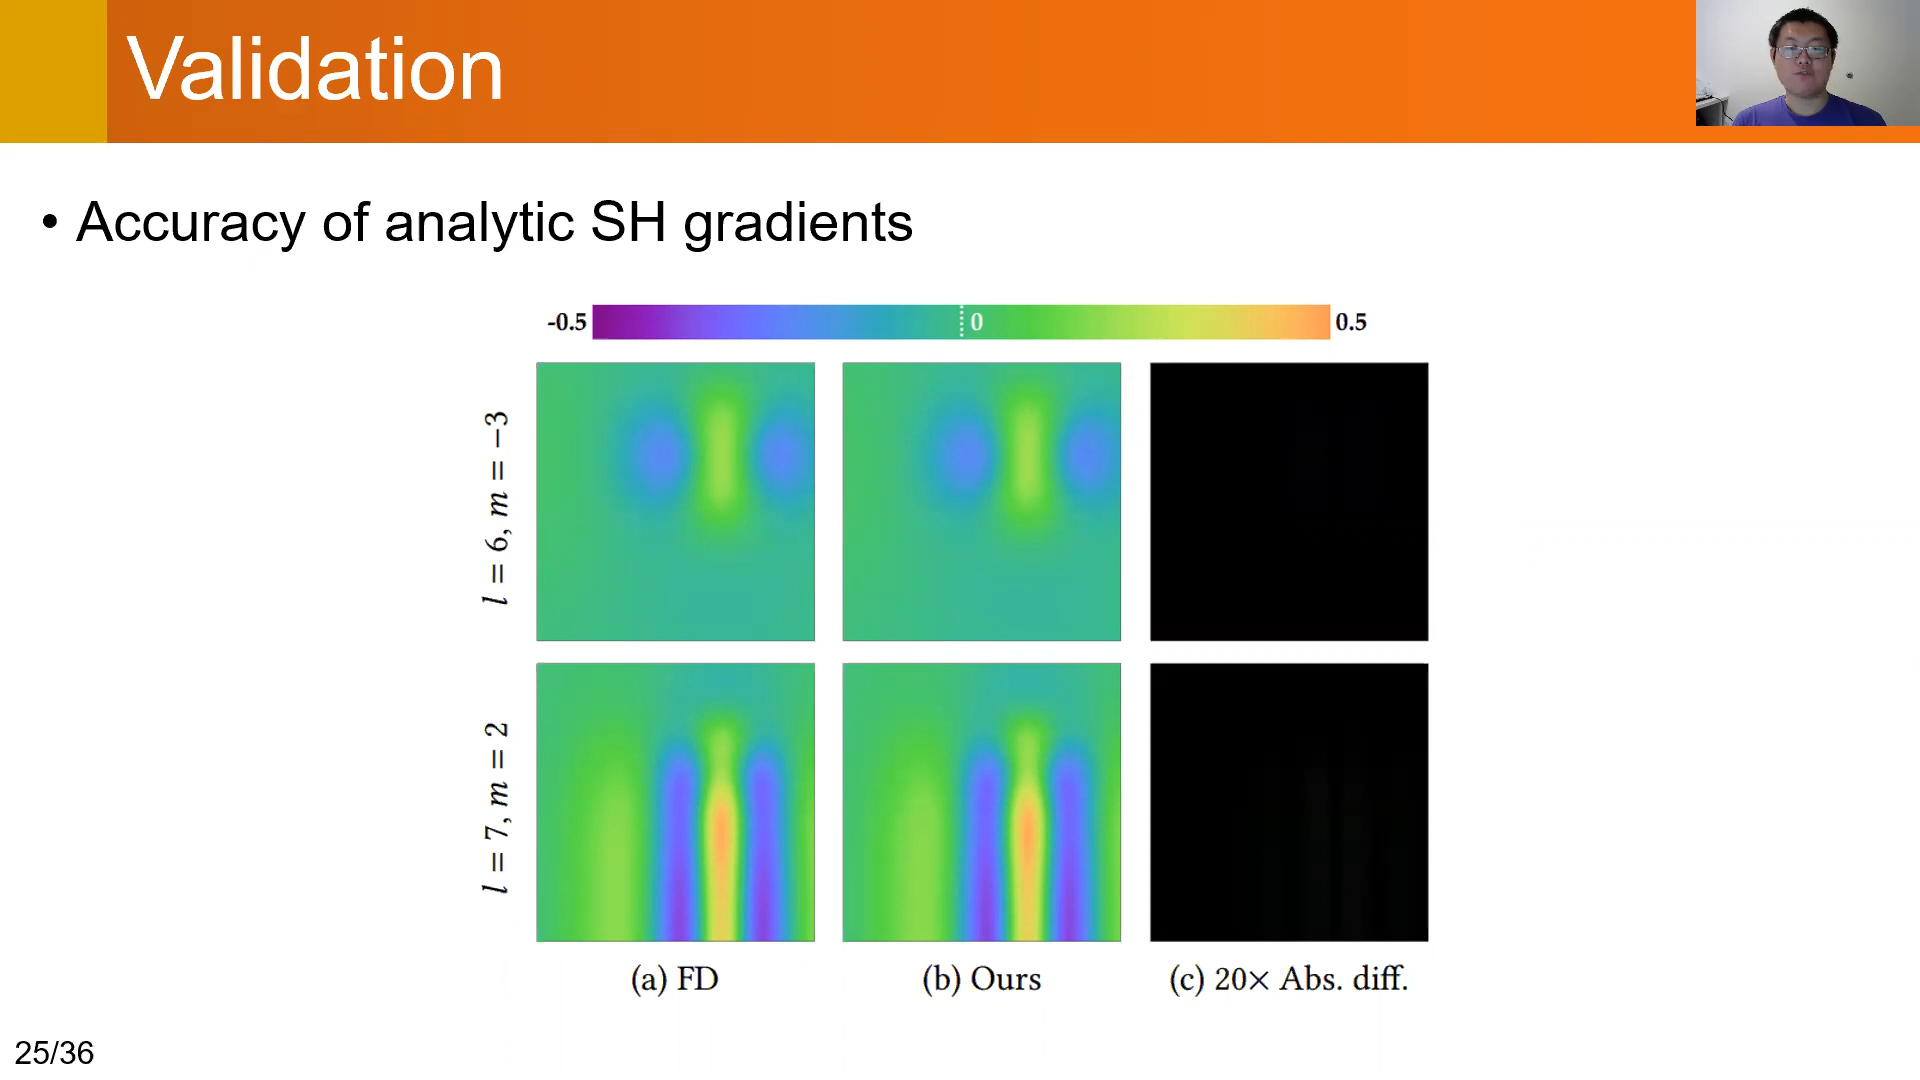 Validation
• Accuracy of analytic SH gradients
-0.5 0 0.5
l = 6, m = −3
l = 7, m = 2
(a) FD (b) Ours (c) 20× Abs. diff.
25/36